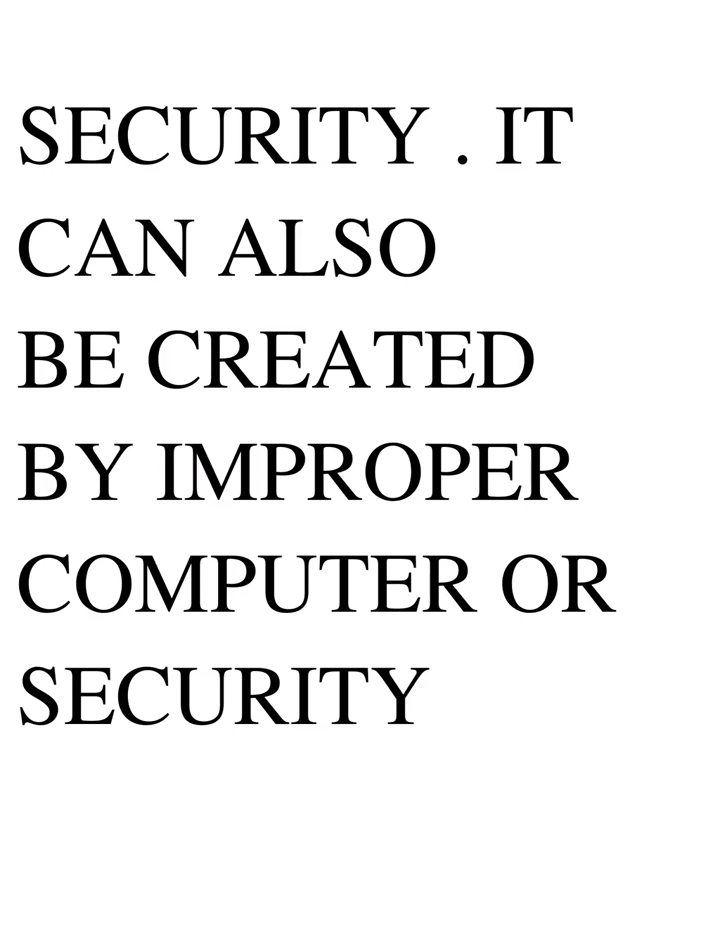 SECURITY . IT
CAN ALSO
BE CREATED
BY IMPROPER
COMPUTER OR
SECURITY